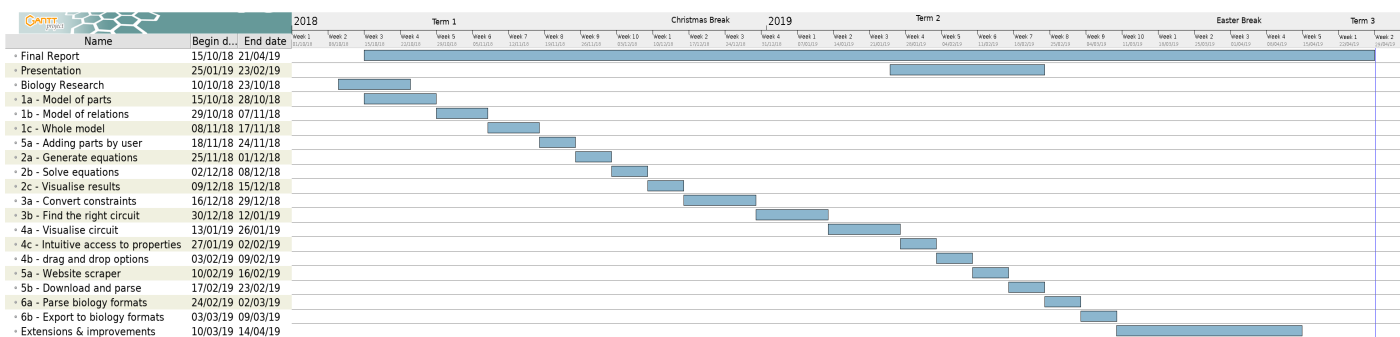 GANTT project
2018 Term 1 Christmas Break 2019 Term 2 Easter Break Term 3
Week 1 Week 2 Week 3 Week 4 Week 5 Week 6 Week 7 Week 8 Week 9 Week 10 Week 1 Week 2 Week 3 Week 4 Week 1 Week 2 Week 3 Week 4 Week 5 Week 6 Week 7 Week 8 Week 9 Week 10 Week 1 Week 2 Week 3 Week 4 Week 5 Week 1 Week 2
Name Begin d... End date
Final Report 15/10/18 21/04/19
Presentation 25/01/19 23/02/19
Biology Research 10/10/18 23/10/18
1a - Model of parts 15/10/18 28/10/18
1b - Model of relations 29/10/18 07/11/18
1c - Whole model 08/11/18 17/11/18
5a - Adding parts by user 18/11/18 24/11/18
2a - Generate equations 25/11/18 01/12/18
2b - Solve equations 02/12/18 08/12/18
2c - Visualise results 09/12/18 15/12/18
3a - Convert constraints 16/12/18 29/12/18
3b - Find the right circuit 30/12/18 12/01/19
4a - Visualise circuit 13/01/19 26/01/19
4c - Intuitive access to properties 27/01/19 02/02/19
4b - drag and drop options 03/02/19 09/02/19
5a - Website scraper 10/02/19 16/02/19
5b - Download and parse 17/02/19 23/02/19
6a - Parse biology formats 24/02/19 02/03/19
6b - Export to biology formats 03/03/19 09/03/19
Extensions & improvements 10/03/19 14/04/19